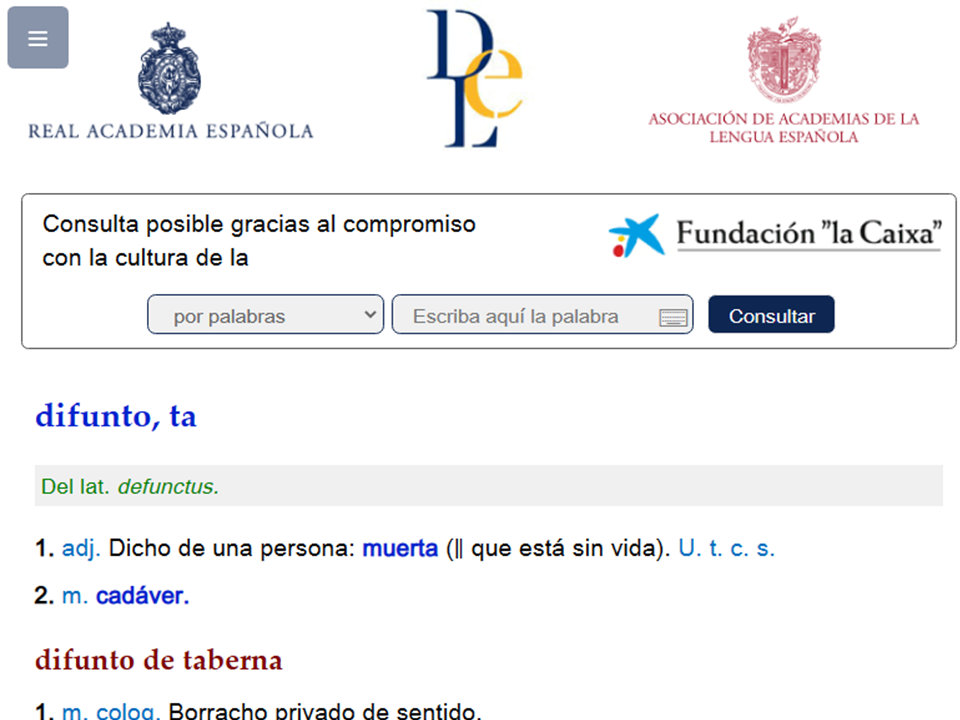 REAL ACADEMIA ESPAÑOLA
DLe
ASOCIACIÓN DE ACADEMIAS DE LA
LENGUA ESPAÑOLA
Consulta posible gracias al compromiso
con la cultura de la
Fundación "la Caixa"
por palabras
Escriba aquí la palabra
Consultar
difunto, ta
Del lat. defunctus.
1. adj. Dicho de una persona: muerta (‖ que está sin vida). U. t. c. s.
2. m. cadáver.
difunto de taberna
1. m. coloq. Borracho privado de sentido.